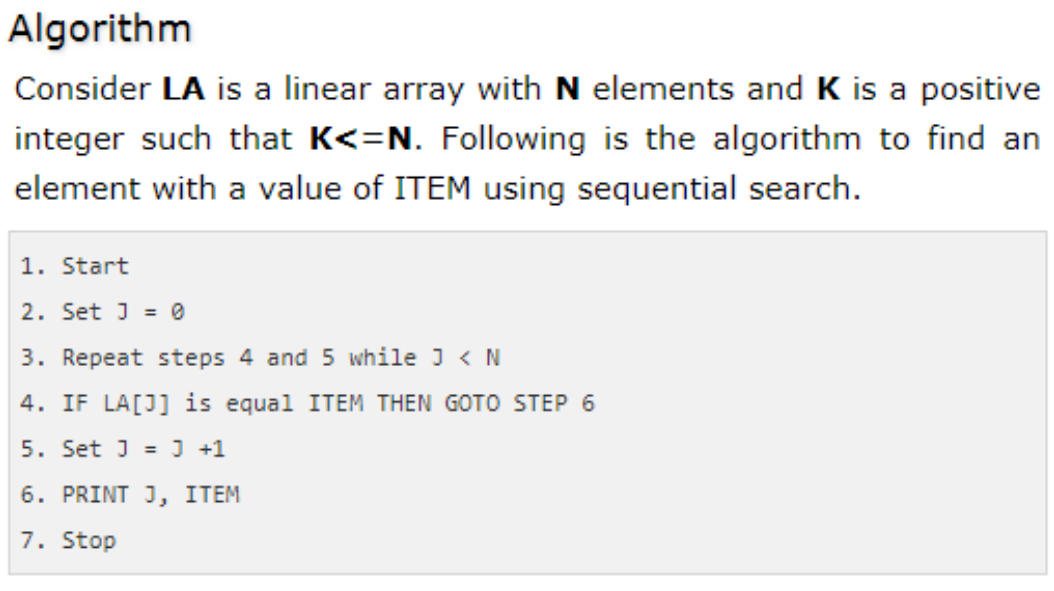 Algorithm
Consider LA is a linear array with N elements and K is a positive
integer such that K<=N. Following is the algorithm to find an
element with a value of ITEM using sequential search.
1. Start
2. Set J = 0
3. Repeat steps 4 and 5 while J < N
4. IF LA[J] is equal ITEM THEN GOTO STEP 6
5. Set J = J +1
6. PRINT J, ITEM
7. Stop